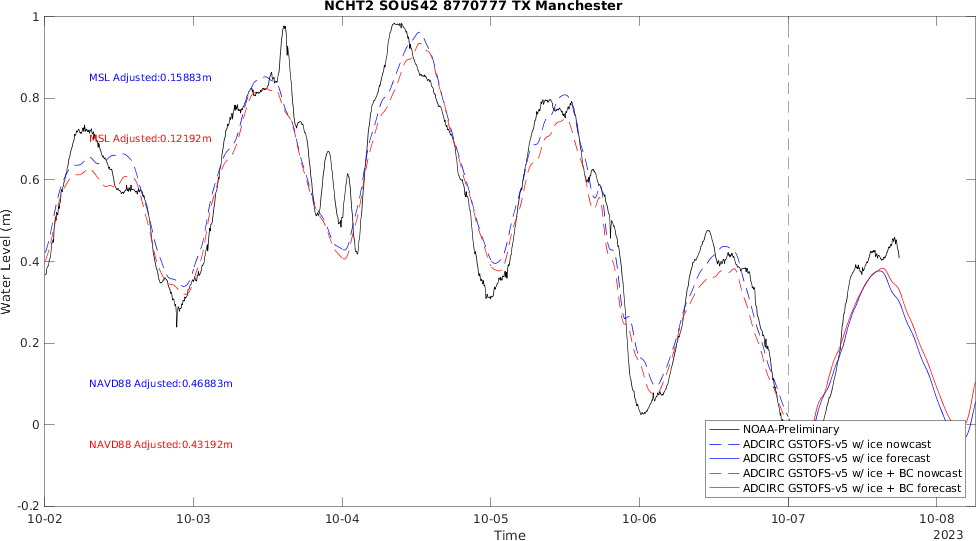 NCHT2 SOUS42 8770777 TX Manchester
Water Level (m)
1
0.8
0.6
0.4
0.2
0
-0.2
MSL Adjusted:0.15883m
MSL Adjusted:0.12192m
NAVD88 Adjusted:0.46883m
NAVD88 Adjusted:0.43192m
NOAA-Preliminary
ADCIRC GSTOFS-v5 w/ ice nowcast
ADCIRC GSTOFS-v5 w/ ice forecast
ADCIRC GSTOFS-v5 w/ ice + BC nowcast
ADCIRC GSTOFS-v5 w/ ice + BC forecast
10-02 10-03 10-04 10-05 10-06 10-07 10-08
Time
2023